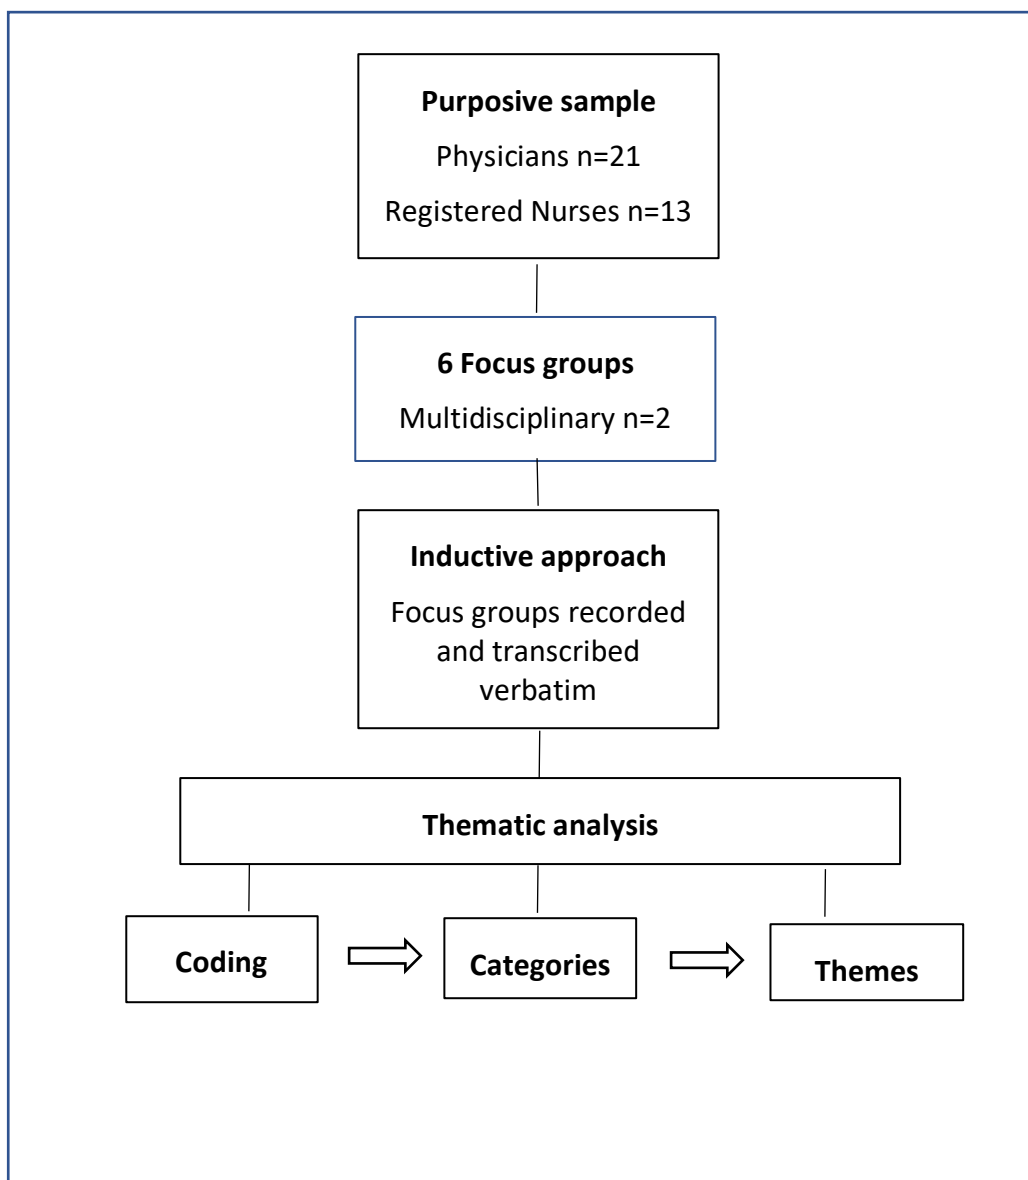 Purposive sample
Physicians n=21
Registered Nurses n=13
6 Focus groups
Multidisciplinary n=2
Inductive approach
Focus groups recorded
and transcribed
verbatim
Thematic analysis
Coding
Categories
Themes